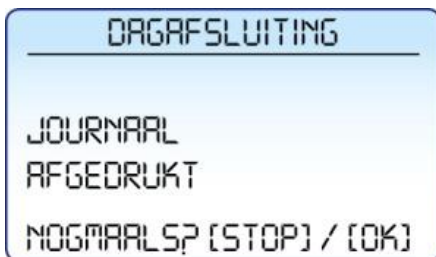 DAGAFSLUITING
JOURNAAL
AFGEDRUKT
NOGMAALS? [STOP] / [OK]